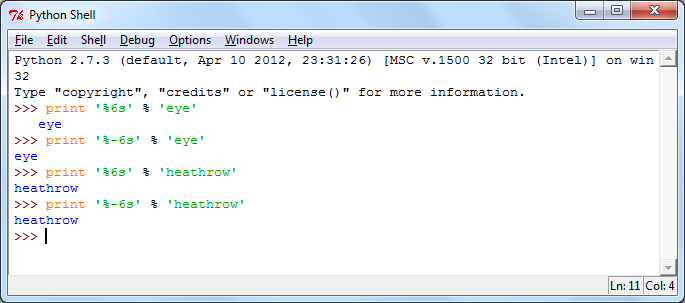 Python Shell
File Edit Shell Debug Options Windows Help
Python 2.7.3 (default, Apr 10 2012, 23:31:26) [MSC v.1500 32 bit (Intel)] on win
32
Type "copyright", "credits" or "license()" for more information.
>>> print '%6s' % 'eye'
   eye
>>> print '%-6s' % 'eye'
eye
>>> print '%6s' % 'heathrow'
heathrow
>>> print '%-6s' % 'heathrow'
heathrow
>>>
Ln: 11 Col: 4